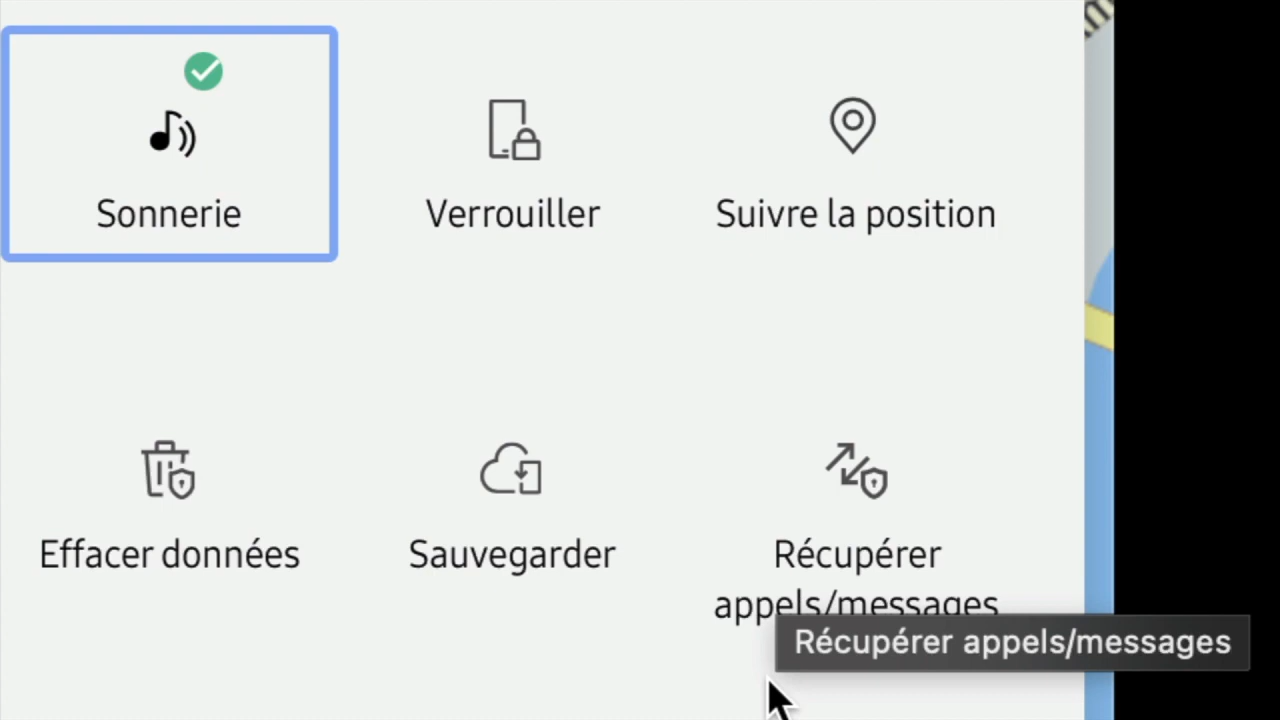 Sonnerie
Verrouiller
Suivre la position
Effacer données
Sauvegarder
Récupérer
appels/messages
Récupérer appels/messages